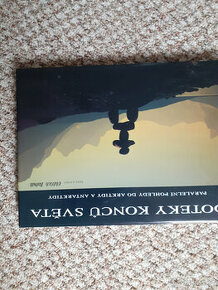 DOTEKY KONCŮ SVĚTA
PARALELNÍ POHLEDY DO ARKTIDY A ANTARKTIDY